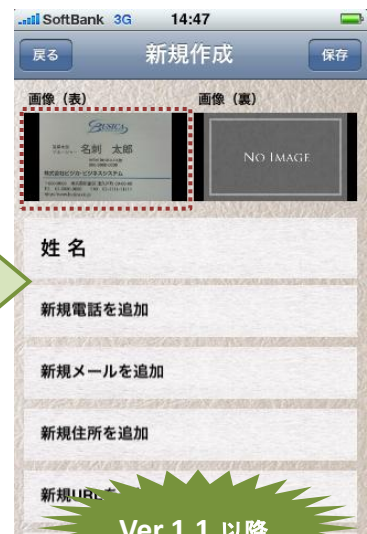 SoftBank 3G 14:47
戻る 新規作成 保存
画像（表） 画像（裏）
名刺 太郎
NO IMAGE
姓 名
新規電話を追加
新規メールを追加
新規住所を追加
新規URL
Ver.1.1 以降